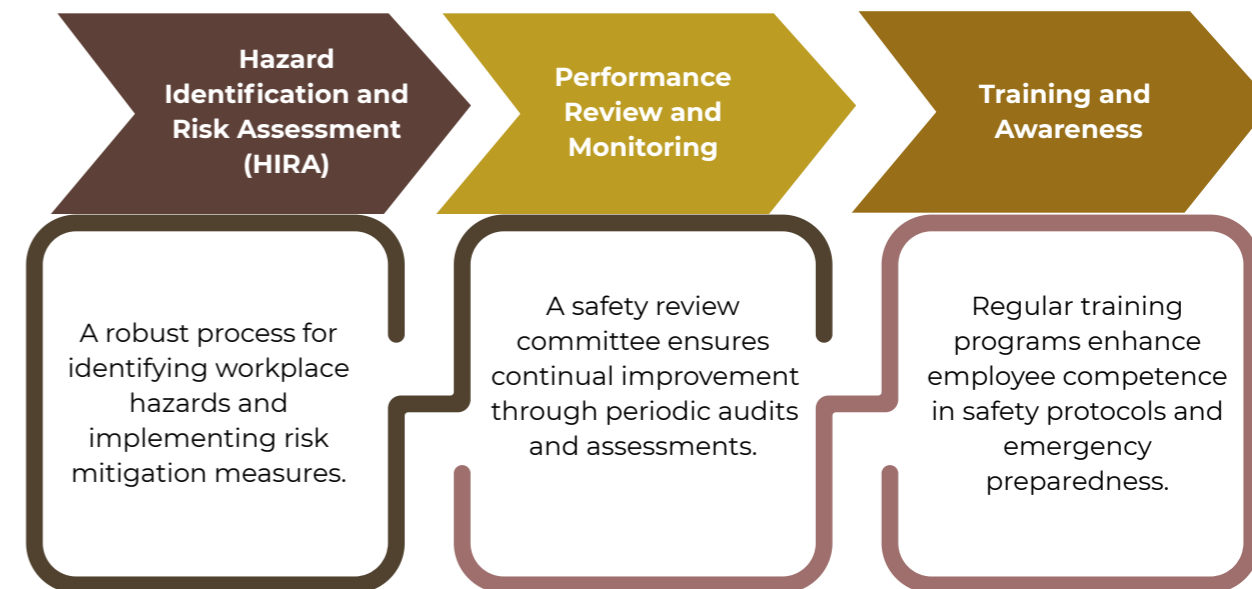 Hazard
Identification and
Risk Assessment
(HIRA)
A robust process for
identifying workplace
hazards and
implementing risk
mitigation measures.
Performance
Review and
Monitoring
A safety review
committee ensures
continual improvement
through periodic audits
and assessments.
Training and
Awareness
Regular training
programs enhance
employee competence
in safety protocols and
emergency
preparedness.